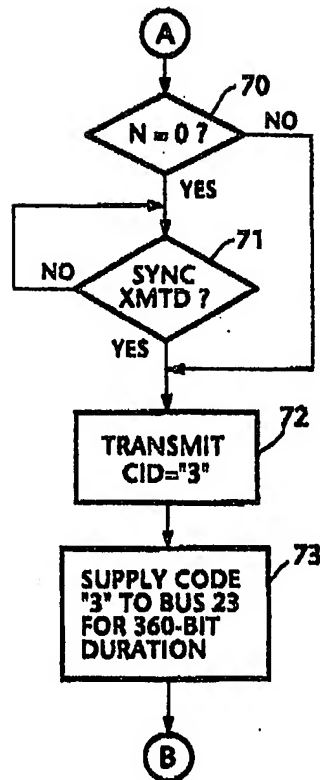 A
70
N = 0 ?
NO
YES
71
NO
SYNC
XMTD ?
YES
72
TRANSMIT
CID="3"
73
SUPPLY CODE
"3" TO BUS 23
FOR 360-BIT
DURATION
B